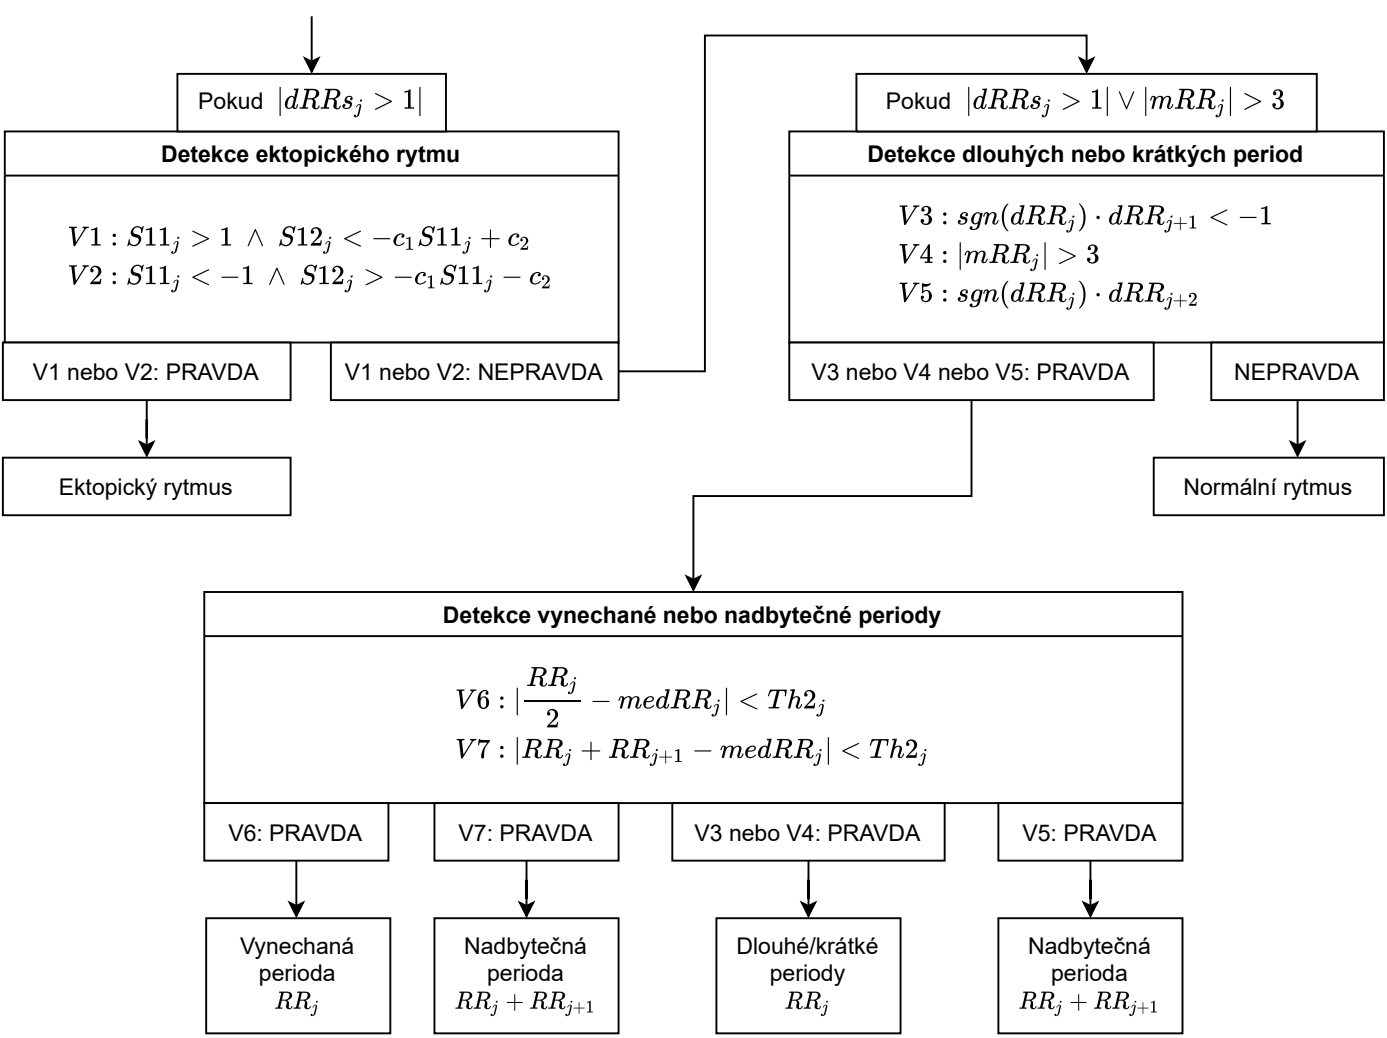 Pokud |dRRs_j > 1|
Detekce ektopického rytmu
V1 : S11_j > 1 ∧ S12_j < −c_1S11_j + c_2
V2 : S11_j < −1 ∧ S12_j > −c_1S11_j − c_2
V1 nebo V2: PRAVDA
V1 nebo V2: NEPRAVDA
Ektopický rytmus
Pokud |dRRs_j > 1| ∨ |mRR_j| > 3
Detekce dlouhých nebo krátkých period
V3 : sgn(dRR_j) · dRR_{j+1} < −1
V4 : |mRR_j| > 3
V5 : sgn(dRR_j) · dRR_{j+2}
V3 nebo V4 nebo V5: PRAVDA
NEPRAVDA
Normální rytmus
Detekce vynechané nebo nadbytečné periody
V6 : |\frac{RR_j}{2} − medRR_j| < Th2_j
V7 : |RR_j + RR_{j+1} − medRR_j| < Th2_j
V6: PRAVDA
V7: PRAVDA
V3 nebo V4: PRAVDA
V5: PRAVDA
Vynechaná
perioda
RR_j
Nadbytečná
perioda
RR_j + RR_{j+1}
Dlouhé/krátké
periody
RR_j
Nadbytečná
perioda
RR_j + RR_{j+1}